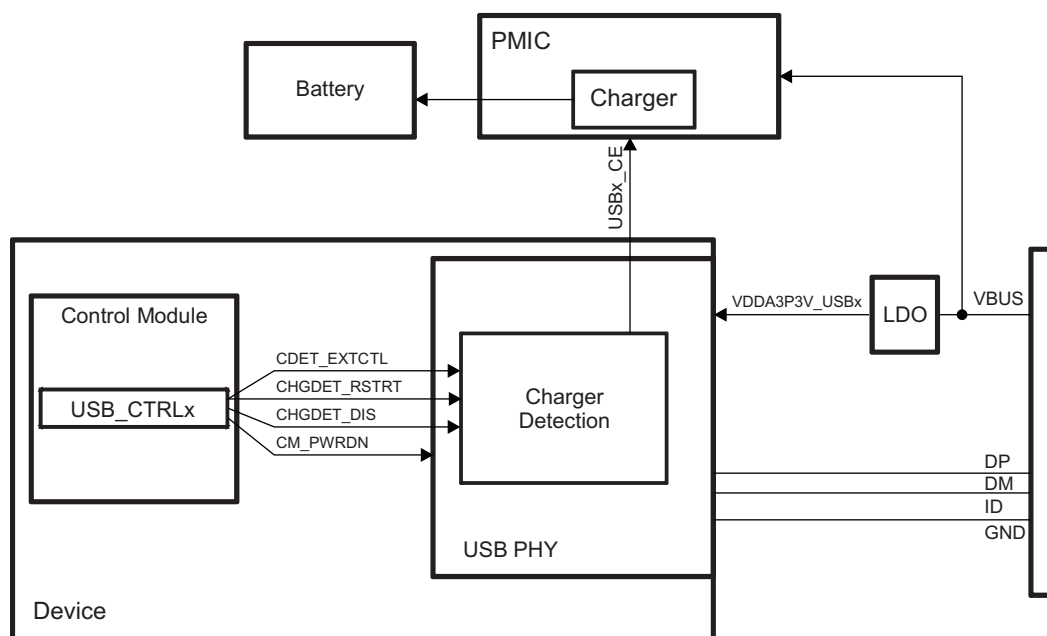 PMIC
Battery
Charger
USBx_CE
Control Module
VDDA3P3V_USBx
LDO
VBUS
USB_CTRLx
CDET_EXTCTL
CHGDET_RSTRT
CHGDET_DIS
CM_PWRDN
Charger
Detection
DP
DM
ID
GND
USB PHY
Device